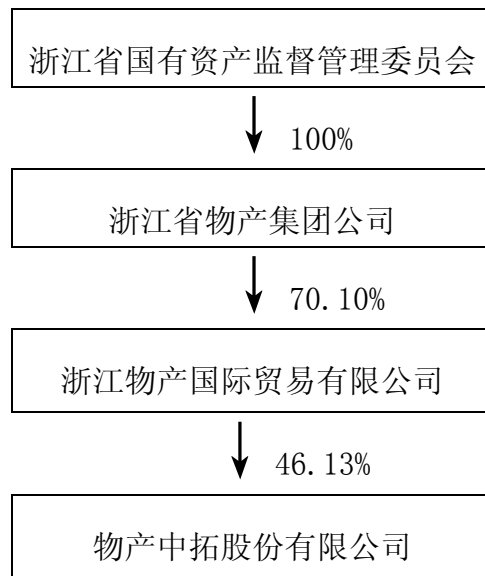 浙江省国有资产监督管理委员会
100%
浙江省物产集团公司
70.10%
浙江物产国际贸易有限公司
46.13%
物产中拓股份有限公司